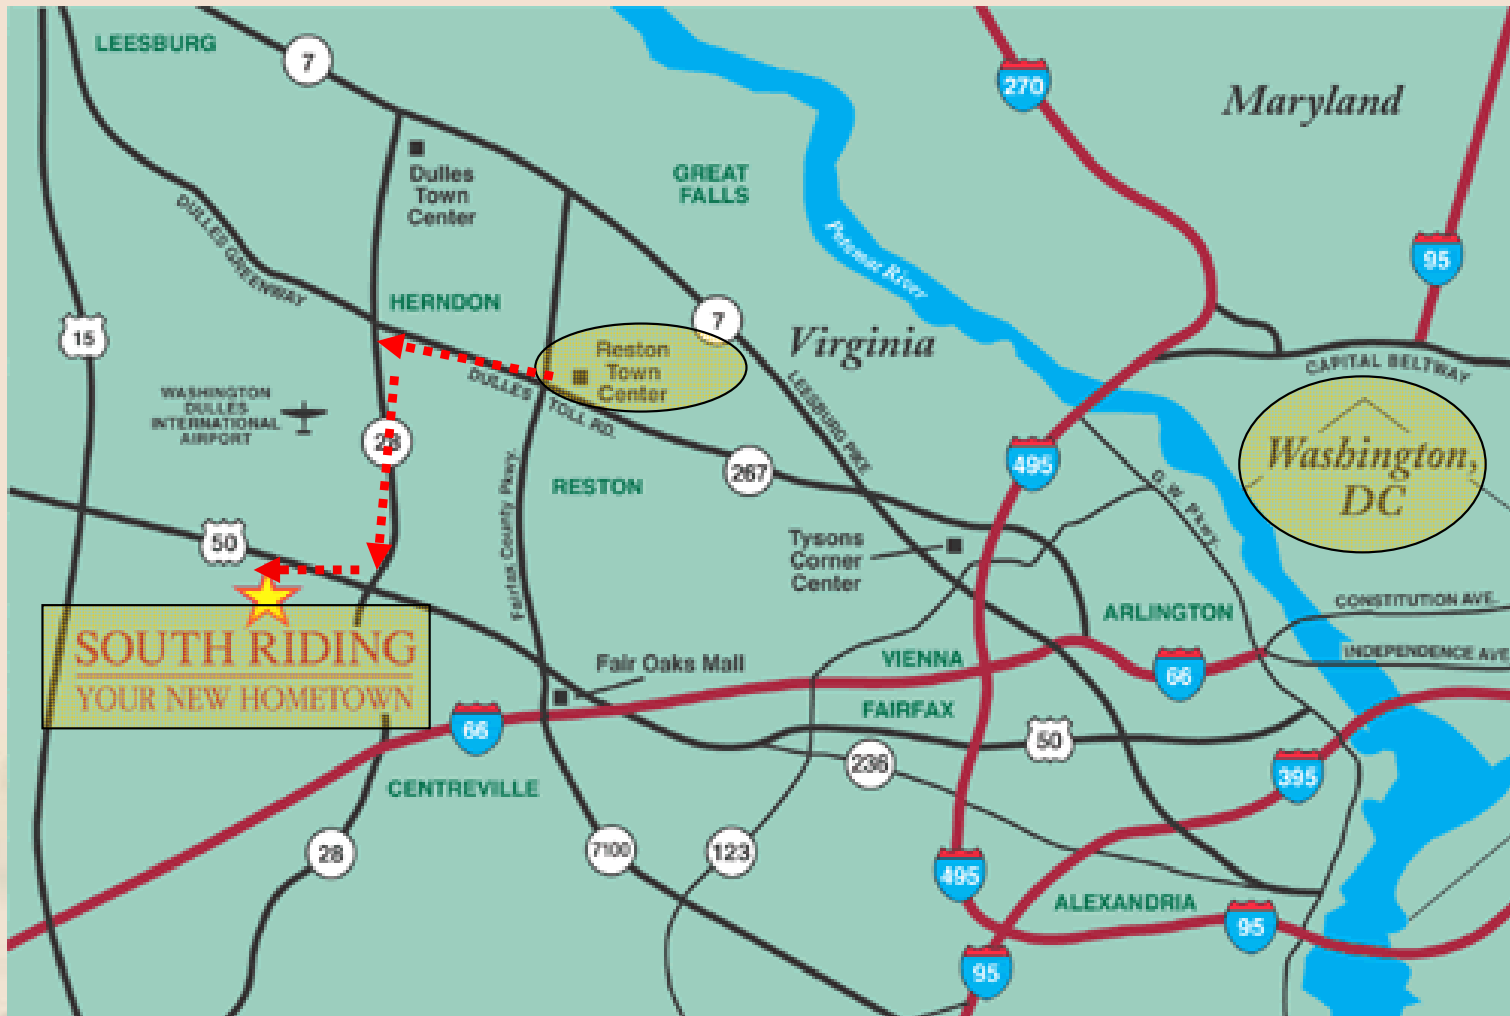 LEESBURG
7
270
Maryland
Dulles
Town
Center
GREAT
FALLS
DULLES GREENWAY
Potomac River
95
HERNDON
15
7
Virginia
Reston
Town
Center
CAPITAL BELTWAY
WASHINGTON
DULLES
INTERNATIONAL
AIRPORT
DULLES TOLL RD.
LEESBURG PIKE
28
267
495
Washington,
DC
RESTON
Fairfax County Pkwy.
G. W. Pkwy.
50
Tysons
Corner
Center
ARLINGTON
CONSTITUTION AVE.
SOUTH RIDING
YOUR NEW HOMETOWN
Fair Oaks Mall
VIENNA
66
INDEPENDENCE AVE
66
FAIRFAX
50
236
395
CENTREVILLE
28
7100
123
495
ALEXANDRIA
95
95